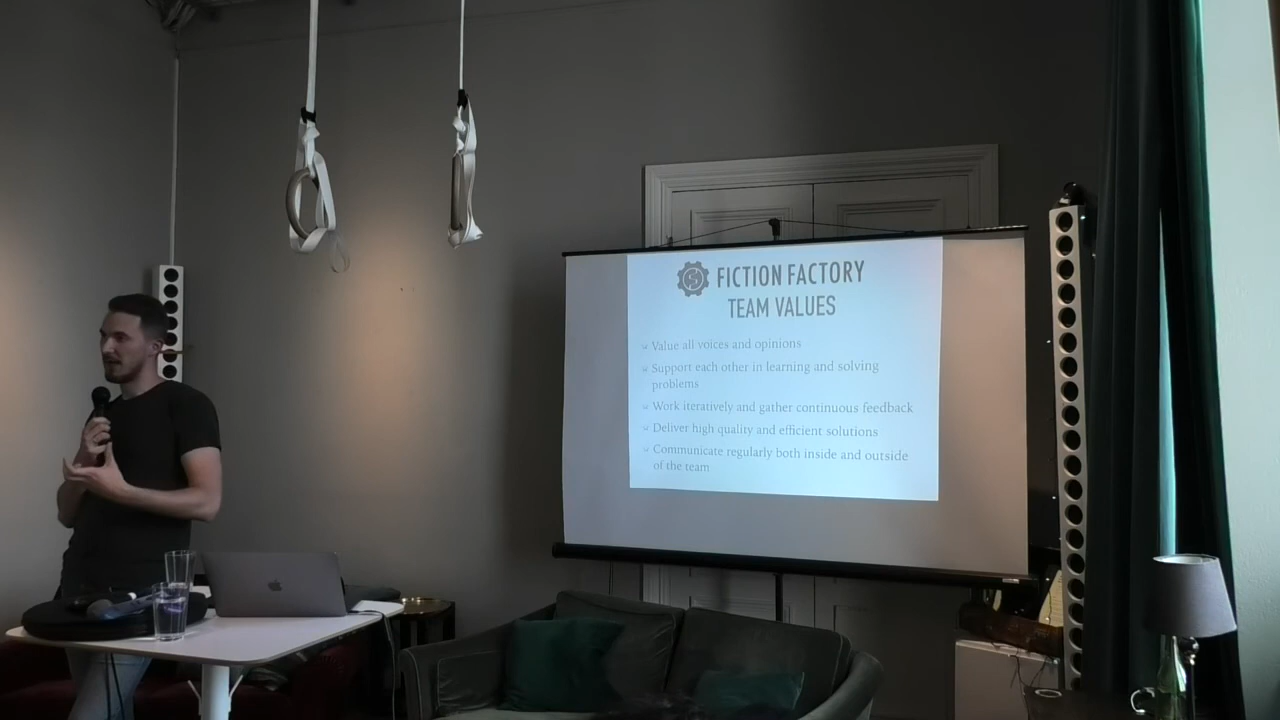 FICTION FACTORY
TEAM VALUES
Value all voices and opinions
Support each other in learning and solving
problems
Work iteratively and gather continuous feedback
Deliver high quality and efficient solutions
Communicate regularly both inside and outside
of the team